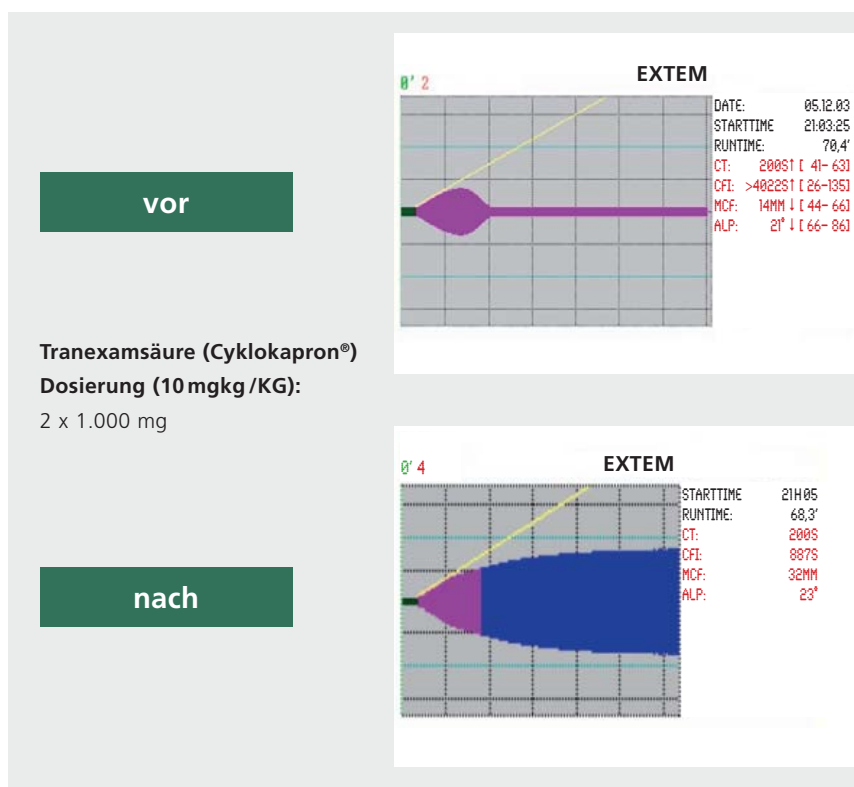 EXTEM
0' 2
DATE: 05.12.03
STARTTIME 21:03:25
RUNTIME: 70,4'
CT: 200S↑ [ 41- 63]
CFI: >4022S↑ [ 26-135]
MCF: 14MM ↓ [ 44- 66]
ALP: 21° ↓ [ 66- 86]
vor
Tranexamsäure (Cyklokapron®)
Dosierung (10 mgkg /KG):
2 x 1.000 mg
EXTEM
0' 4
STARTTIME 21H05
RUNTIME: 68,3'
CT: 200S
CFI: 887S
MCF: 32MM
ALP: 23°
nach